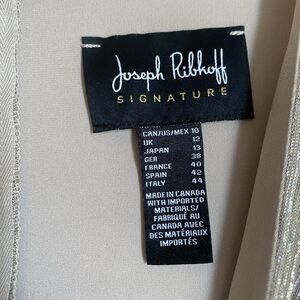 Joseph Ribkoff
SIGNATURE
CAN/US/MEX 10
UK 12
JAPAN 13
GER 38
FRANCE 40
SPAIN 42
ITALY 44
MADE IN CANADA
WITH IMPORTED
MATERIALS/
FABRIQUÉ AU
CANADA AVEC
DES MATÉRIAUX
IMPORTÉS